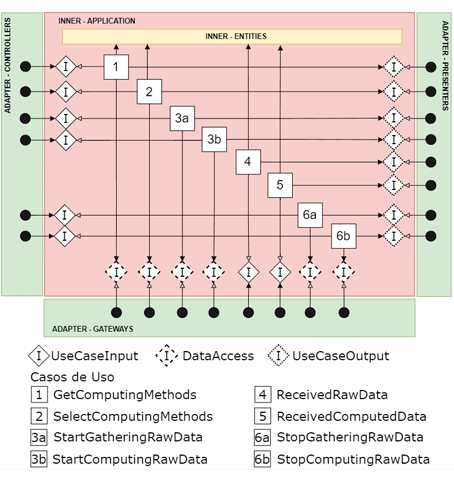 INNER - APPLICATION
INNER - ENTITIES
ADAPTER - CONTROLLERS
ADAPTER - PRESENTERS
I I
1
I I
2
I I
3a
I I
3b
I
4
I
5
I I
6a
I I
6b
I I I I I I I I
ADAPTER - GATEWAYS
I UseCaseInput I DataAccess I UseCaseOutput
Casos de Uso
1 GetComputingMethods 4 ReceivedRawData
2 SelectComputingMethods 5 ReceivedComputedData
3a StartGatheringRawData 6a StopGatheringRawData
3b StartComputingRawData 6b StopComputingRawData